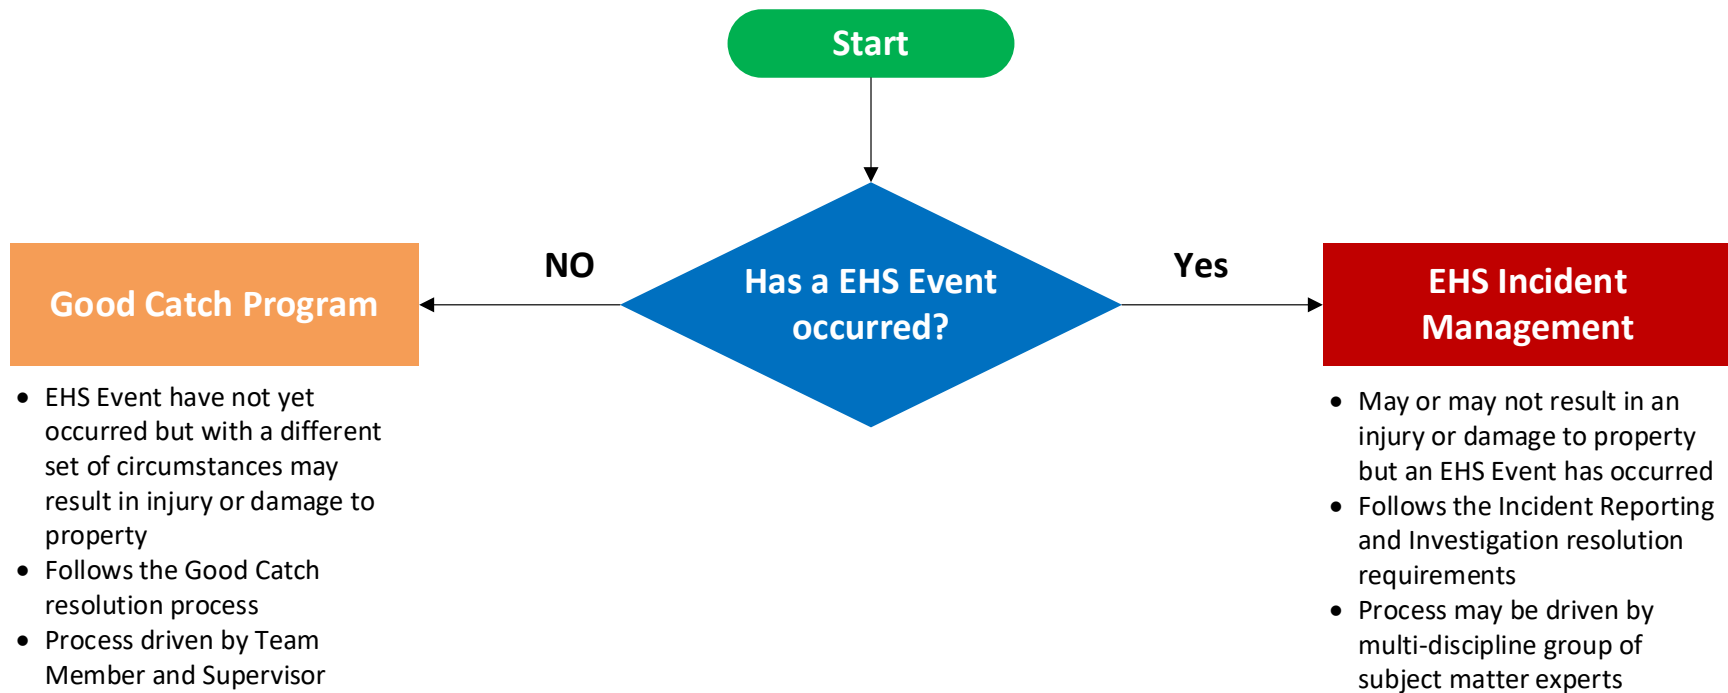 Start
Has a EHS Event
occurred?
NO
Yes
Good Catch Program
• EHS Event have not yet
occurred but with a different
set of circumstances may
result in injury or damage to
property
• Follows the Good Catch
resolution process
• Process driven by Team
Member and Supervisor
EHS Incident
Management
• May or may not result in an
injury or damage to property
but an EHS Event has occurred
• Follows the Incident Reporting
and Investigation resolution
requirements
• Process may be driven by
multi-discipline group of
subject matter experts